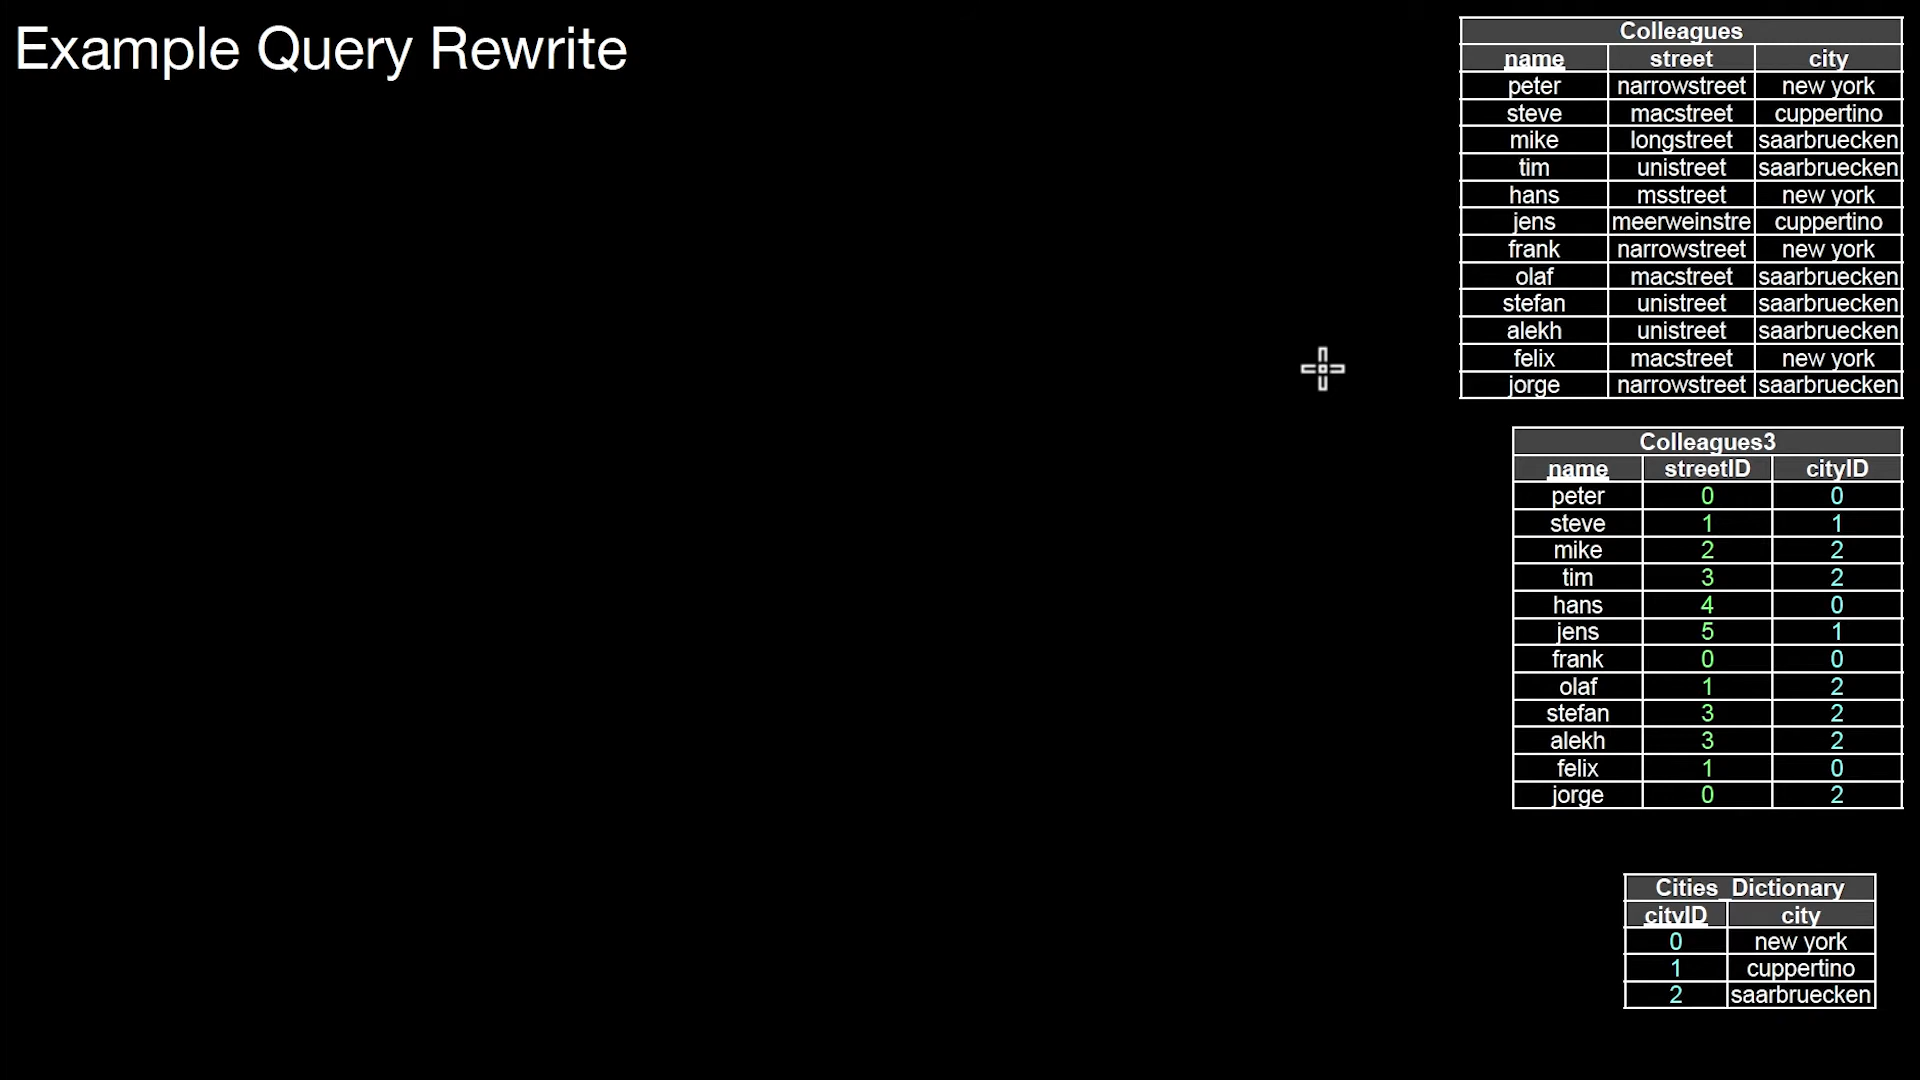 Example Query Rewrite
Colleagues
name street city
peter narrowstreet new york
steve macstreet cuppertino
mike longstreet saarbruecken
tim unistreet saarbruecken
hans msstreet new york
jens meerweinstre cuppertino
frank narrowstreet new york
olaf macstreet saarbruecken
stefan unistreet saarbruecken
alekh unistreet saarbruecken
felix macstreet new york
jorge narrowstreet saarbruecken
Colleagues3
name streetID cityID
peter 0 0
steve 1 1
mike 2 2
tim 3 2
hans 4 0
jens 5 1
frank 0 0
olaf 1 2
stefan 3 2
alekh 3 2
felix 1 0
jorge 0 2
Cities_Dictionary
cityID city
0 new york
1 cuppertino
2 saarbruecken